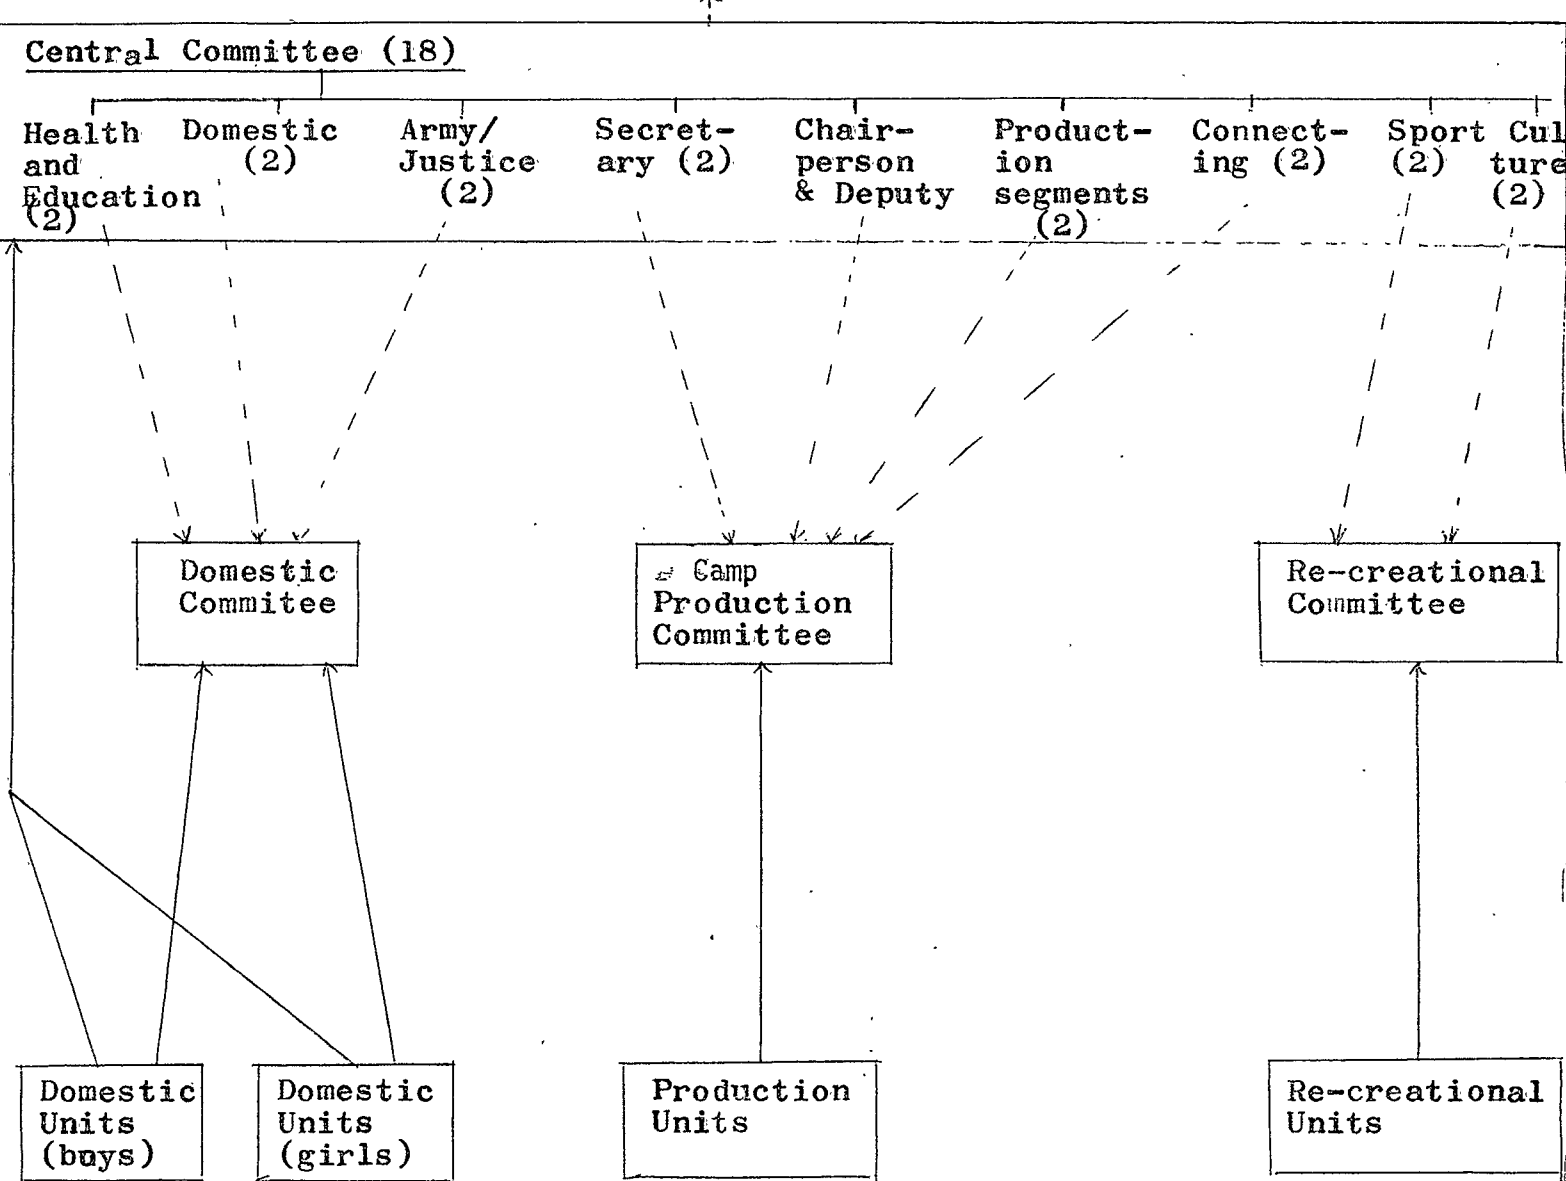 Central Committee (18)
Health
and
Education
(2)
Domestic
(2)
Army/
Justice
(2)
Secret-
ary (2)
Chair-
person
& Deputy
Product-
ion
segments
(2)
Connect-
ing (2)
Sport
(2)
Cul
ture
(2)
Domestic
Commitee
Camp
Production
Committee
Re-creational
Committee
Domestic
Units
(boys)
Domestic
Units
(girls)
Production
Units
Re-creational
Units